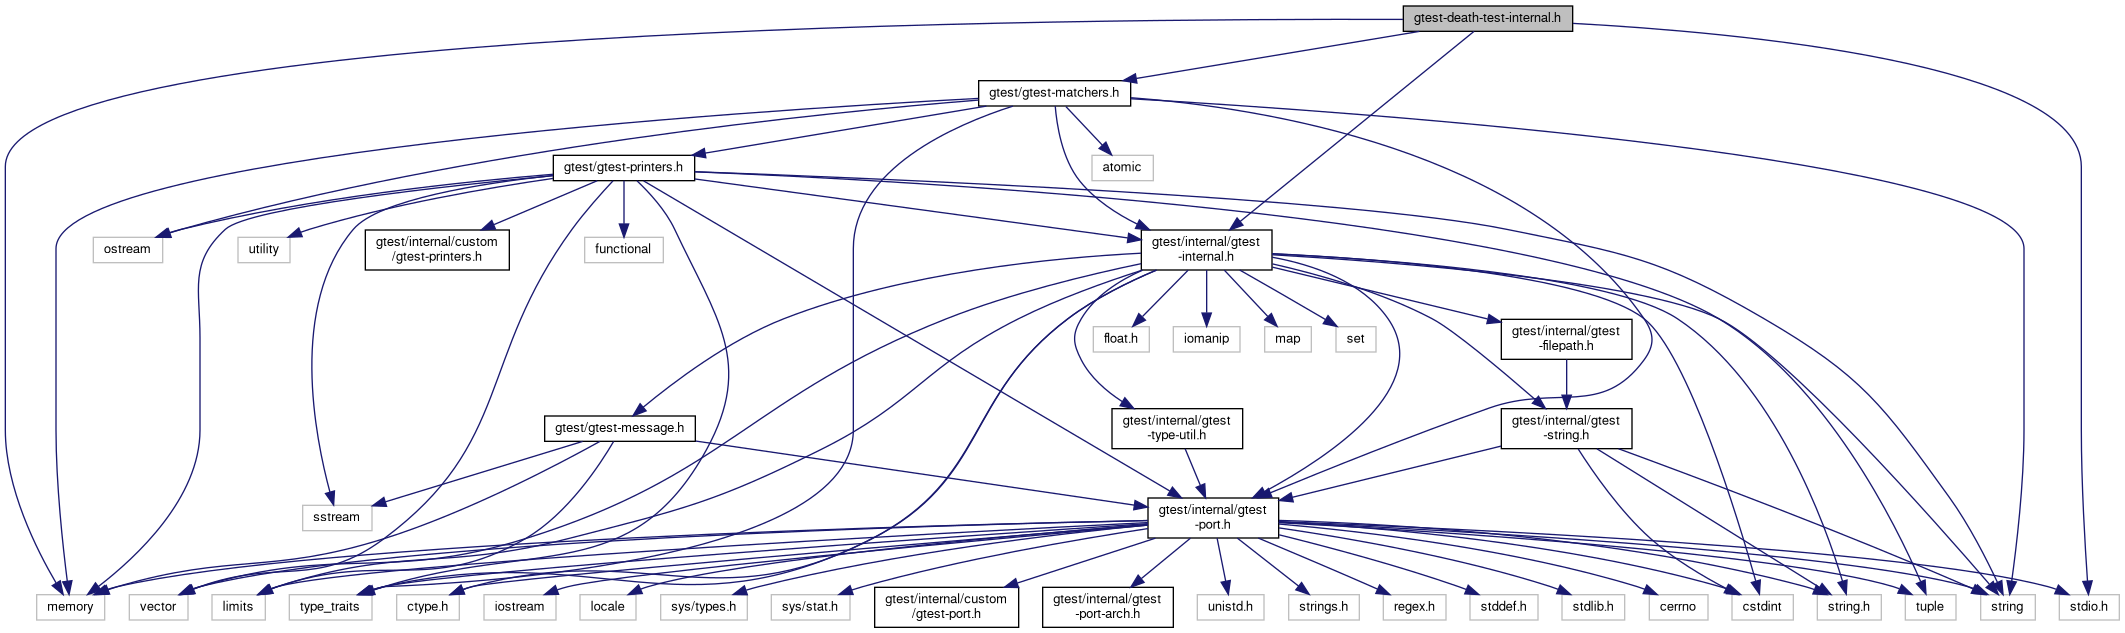 gtest-death-test-internal.h
gtest/gtest-matchers.h
gtest/gtest-printers.h
atomic
ostream
utility
gtest/internal/custom
/gtest-printers.h
functional
gtest/internal/gtest
-internal.h
float.h
iomanip
map
set
gtest/internal/gtest
-filepath.h
gtest/gtest-message.h
gtest/internal/gtest
-type-util.h
gtest/internal/gtest
-string.h
sstream
gtest/internal/gtest
-port.h
memory
vector
limits
type_traits
ctype.h
iostream
locale
sys/types.h
sys/stat.h
gtest/internal/custom
/gtest-port.h
gtest/internal/gtest
-port-arch.h
unistd.h
strings.h
regex.h
stddef.h
stdlib.h
cerrno
cstdint
string.h
tuple
string
stdio.h